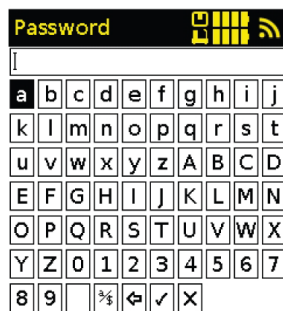 Password
a b c d e f g h i j
k l m n o p q r s t
u v w x y z A B C D
E F G H I J K L M N
O P Q R S T U V W X
Y Z 0 1 2 3 4 5 6 7
8 9 ª/$ ⇦ ✓ ✕